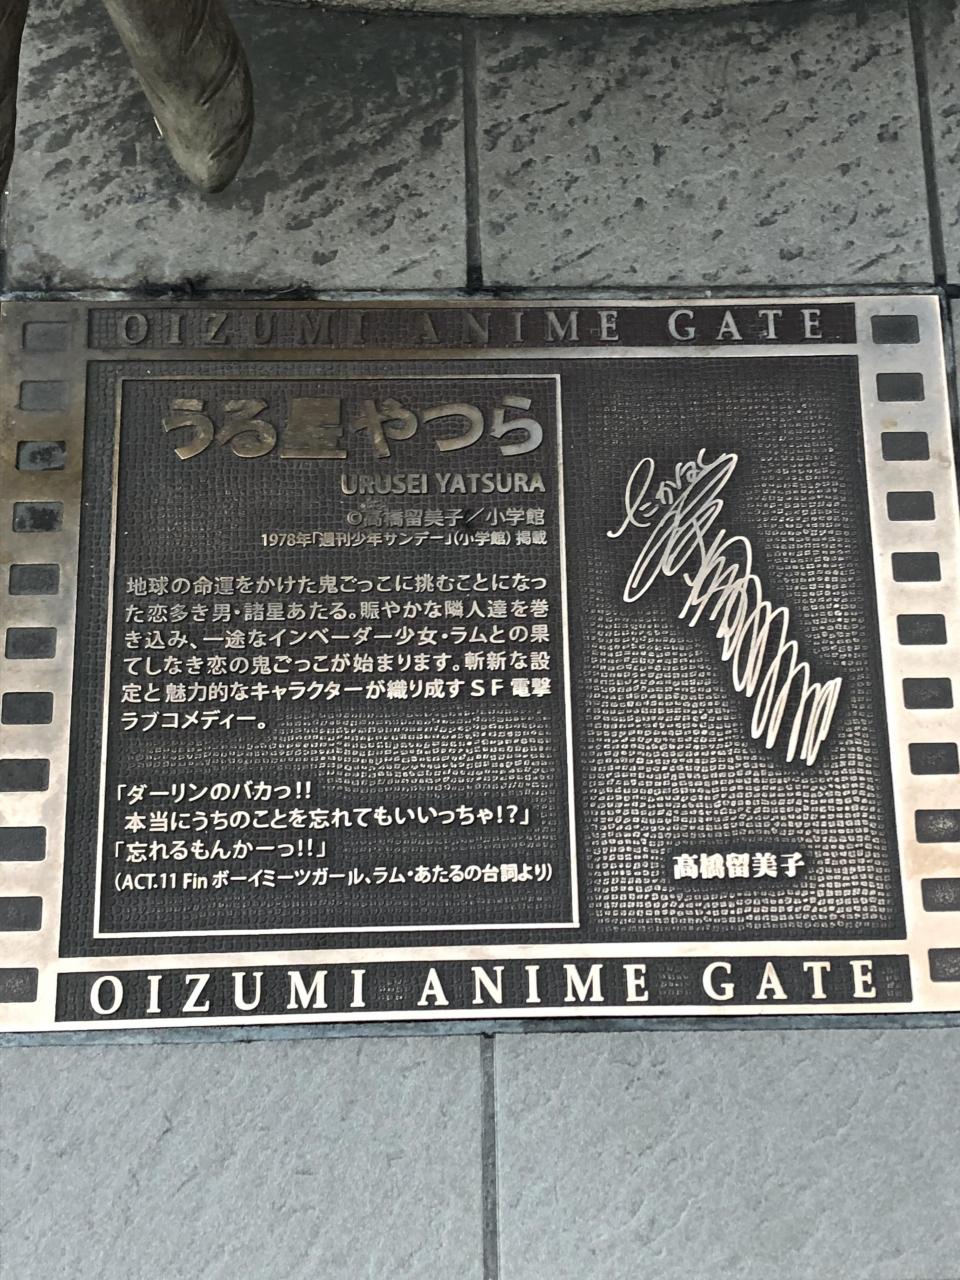 OIZUMI ANIME GATE
うる星やつら
URUSEI YATSURA
©高橋留美子／小学館
1978年「週刊少年サンデー」（小学館）掲載
地球の命運をかけた鬼ごっこに挑むことになっ
た恋多き男・諸星あたる。賑やかな隣人達を巻
き込み、一途なインベーダー少女・ラムとの果
てしなき恋の鬼ごっこが始まります。斬新な設
定と魅力的なキャラクターが織り成すＳＦ電撃
ラブコメディー。
「ダーリンのバカっ!!
本当にうちのことを忘れてもいいっちゃ!?」
「忘れるもんかーっ!!」
（ACT.11 Fin ボーイミーツガール、ラム・あたるの台詞より）
たかはし
高橋留美子
OIZUMI ANIME GATE